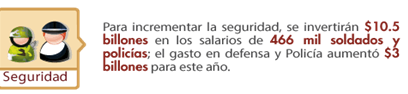 Para incrementar la seguridad, se invertirán $10.5
billones en los salarios de 466 mil soldados y
policías; el gasto en defensa y Policía aumentó $3
billones para este año.
Seguridad